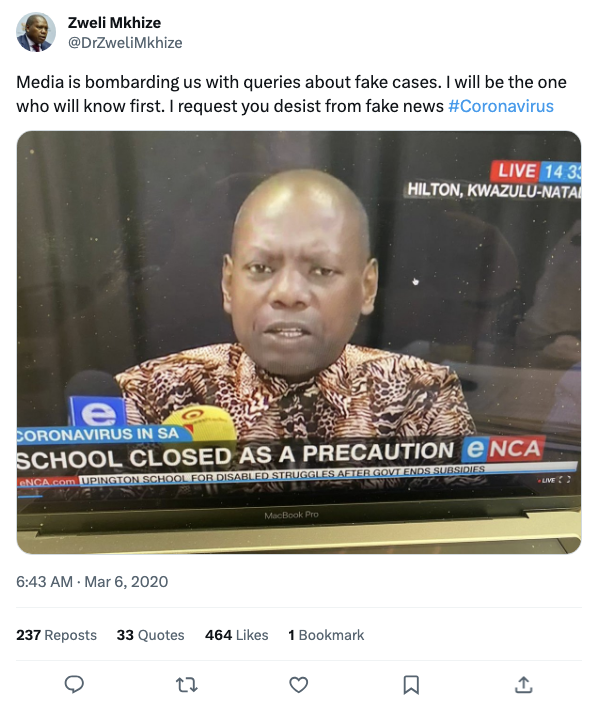 Zweli Mkhize
@DrZweliMkhize
Media is bombarding us with queries about fake cases. I will be the one
who will know first. I request you desist from fake news #Coronavirus
LIVE 14 33
HILTON, KWAZULU-NATAL
e
CORONAVIRUS IN SA
SCHOOL CLOSED AS A PRECAUTION eNCA
eNCA.com UPINGTON SCHOOL FOR DISABLED STRUGGLES AFTER GOVT ENDS SUBSIDIES
LIVE
MacBook Pro
6:43 AM · Mar 6, 2020
237 Reposts 33 Quotes 464 Likes 1 Bookmark